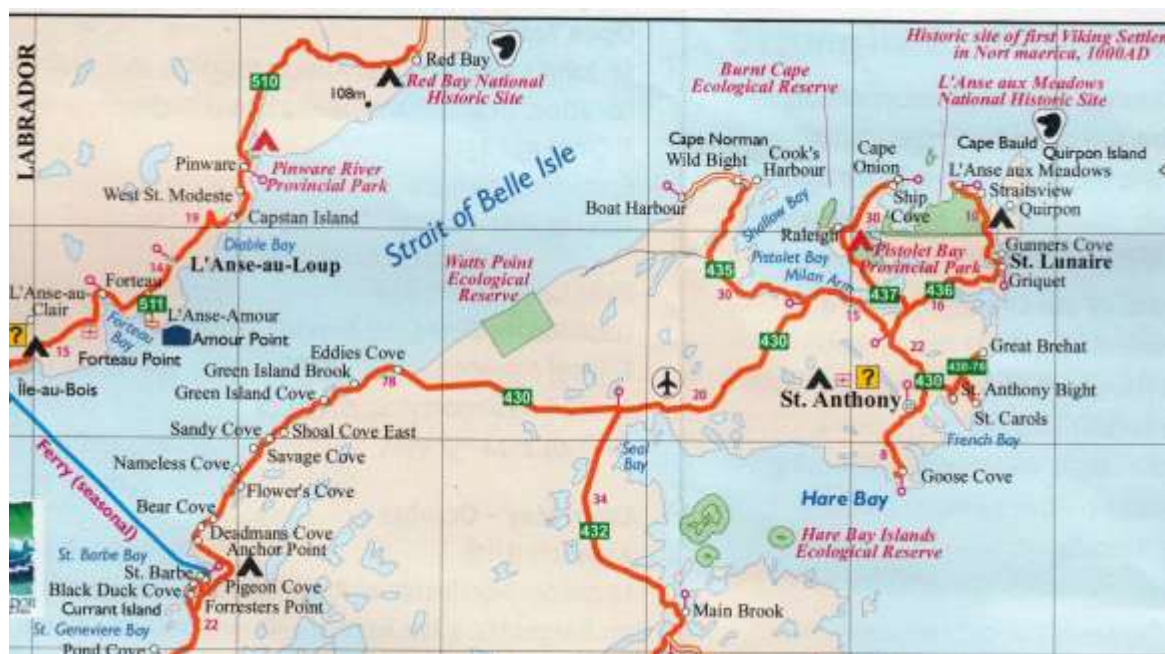 LABRADOR
510
Red Bay
108m
Red Bay National
Historic Site
Pinware
Pinware River
Provincial Park
West St. Modeste
19
Capstan Island
Diable Bay
14
L'Anse-au-Loup
Forteau
511
L'Anse-au-
Clair
L'Anse-Amour
Forteau
Bay
Amour Point
?
15
Forteau Point
Île-au-Bois
Strait of Belle Isle
Historic site of first Viking Settler
in Nort maerica, 1000AD
Burnt Cape
Ecological Reserve
L'Anse aux Meadows
National Historic Site
Cape Norman
Wild Bight
Cook's
Harbour
Cape
Onion
Cape Bauld
Quirpon Island
L'Anse aux Meadows
Straitsview
Ship
Cove
Quirpon
Boat Harbour
Shallow Bay
30
10
Raleigh
Pistolet Bay
Provincial Park
Gunners Cove
St. Lunaire
Griquet
Pistolet Bay
Milan Arm
435
30
437
436
16
15
22
Watts Point
Ecological
Reserve
430
Great Brehat
430-76
430
?
St. Anthony
St. Anthony Bight
St. Carols
French Bay
20
8
Goose Cove
Eddies Cove
Green Island Brook
78
Green Island Cove
430
Sandy Cove
Shoal Cove East
Savage Cove
Nameless Cove
Flower's Cove
Bear Cove
Deadmans Cove
Anchor Point
Ferry (seasonal)
St. Barbe Bay
St. Barbe
Black Duck Cove
Pigeon Cove
Currant Island
Forresters Point
St. Genevieve Bay
22
Pond Cove
Seal
Bay
34
432
Hare Bay
Hare Bay Islands
Ecological Reserve
Main Brook